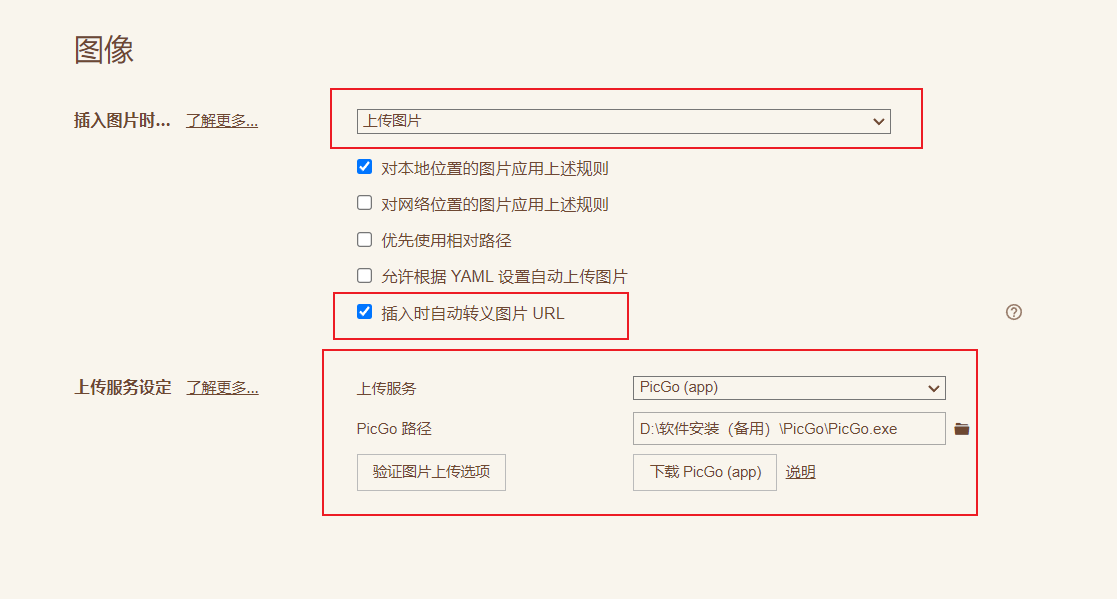 图像
插入图片时... 了解更多...
上传图片
对本地位置的图片应用上述规则
对网络位置的图片应用上述规则
优先使用相对路径
允许根据 YAML 设置自动上传图片
插入时自动转义图片 URL
上传服务设定 了解更多...
上传服务 PicGo (app)
PicGo 路径 D:\软件安装（备用）\PicGo\PicGo.exe
验证图片上传选项 下载 PicGo (app) 说明